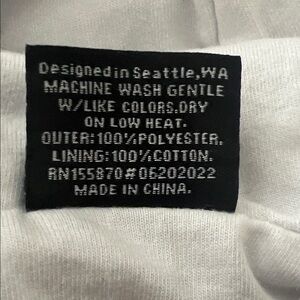 Designed in Seattle,WA
MACHINE WASH GENTLE
W/LIKE COLORS.DRY
ON LOW HEAT.
OUTER:100%POLYESTER.
LINING:100%COTTON.
RN155870#06202022
MADE IN CHINA.